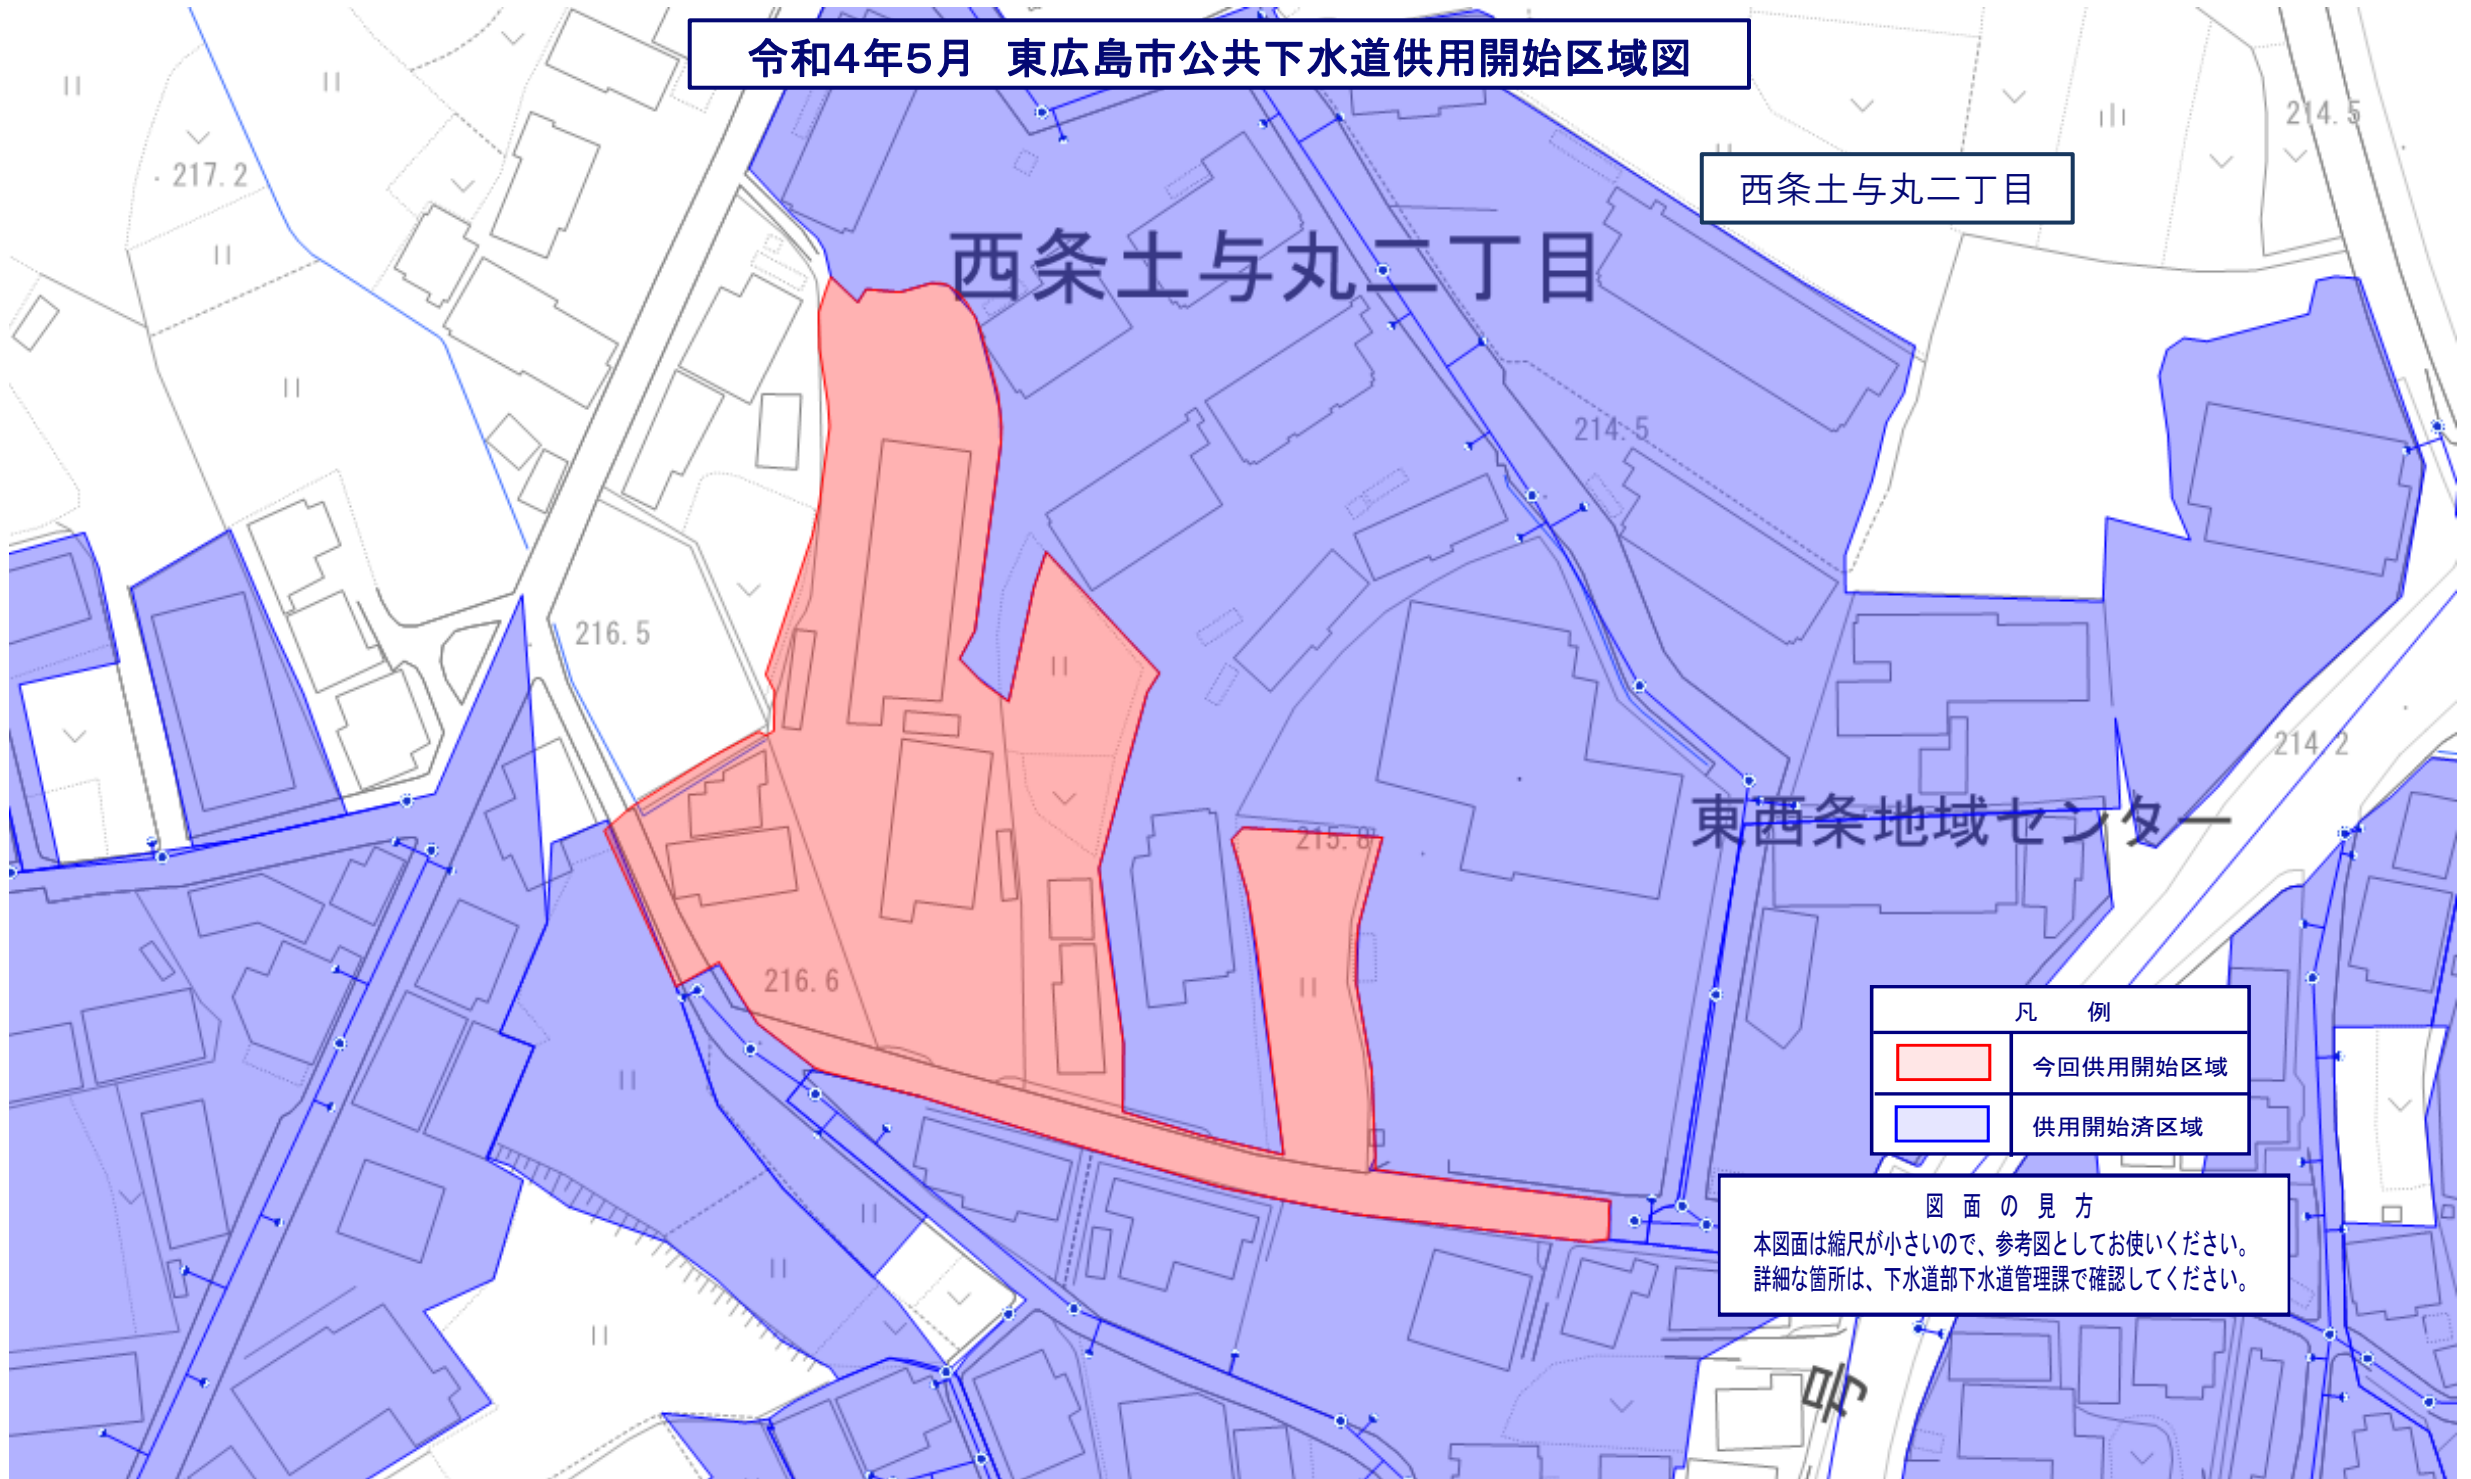 令和4年5月　東広島市公共下水道供用開始区域図
214.5
217.2
西条土与丸二丁目
西条土与丸二丁目
214.5
216.5
214.2
東西条地域センター
215.8
216.6
凡　例
今回供用開始区域
供用開始済区域
図面の見方
本図面は縮尺が小さいので、参考図としてお使いください。
詳細な箇所は、下水道部下水道管理課で確認してください。
号